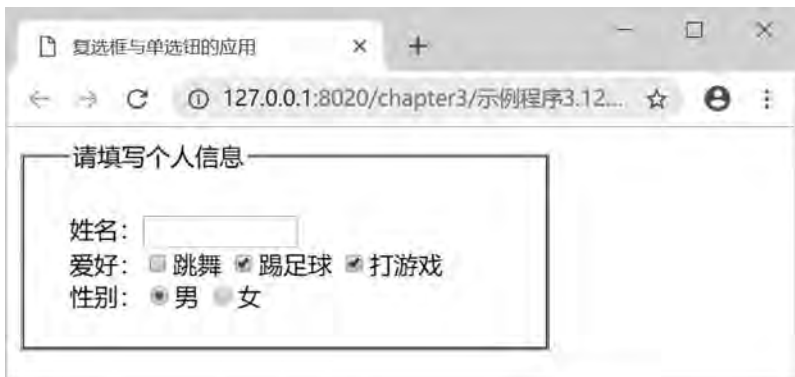 复选框与单选钮的应用
127.0.0.1:8020/chapter3/示例程序3.12...
请填写个人信息
姓名：
爱好： 跳舞 踢足球 打游戏
性别： 男 女